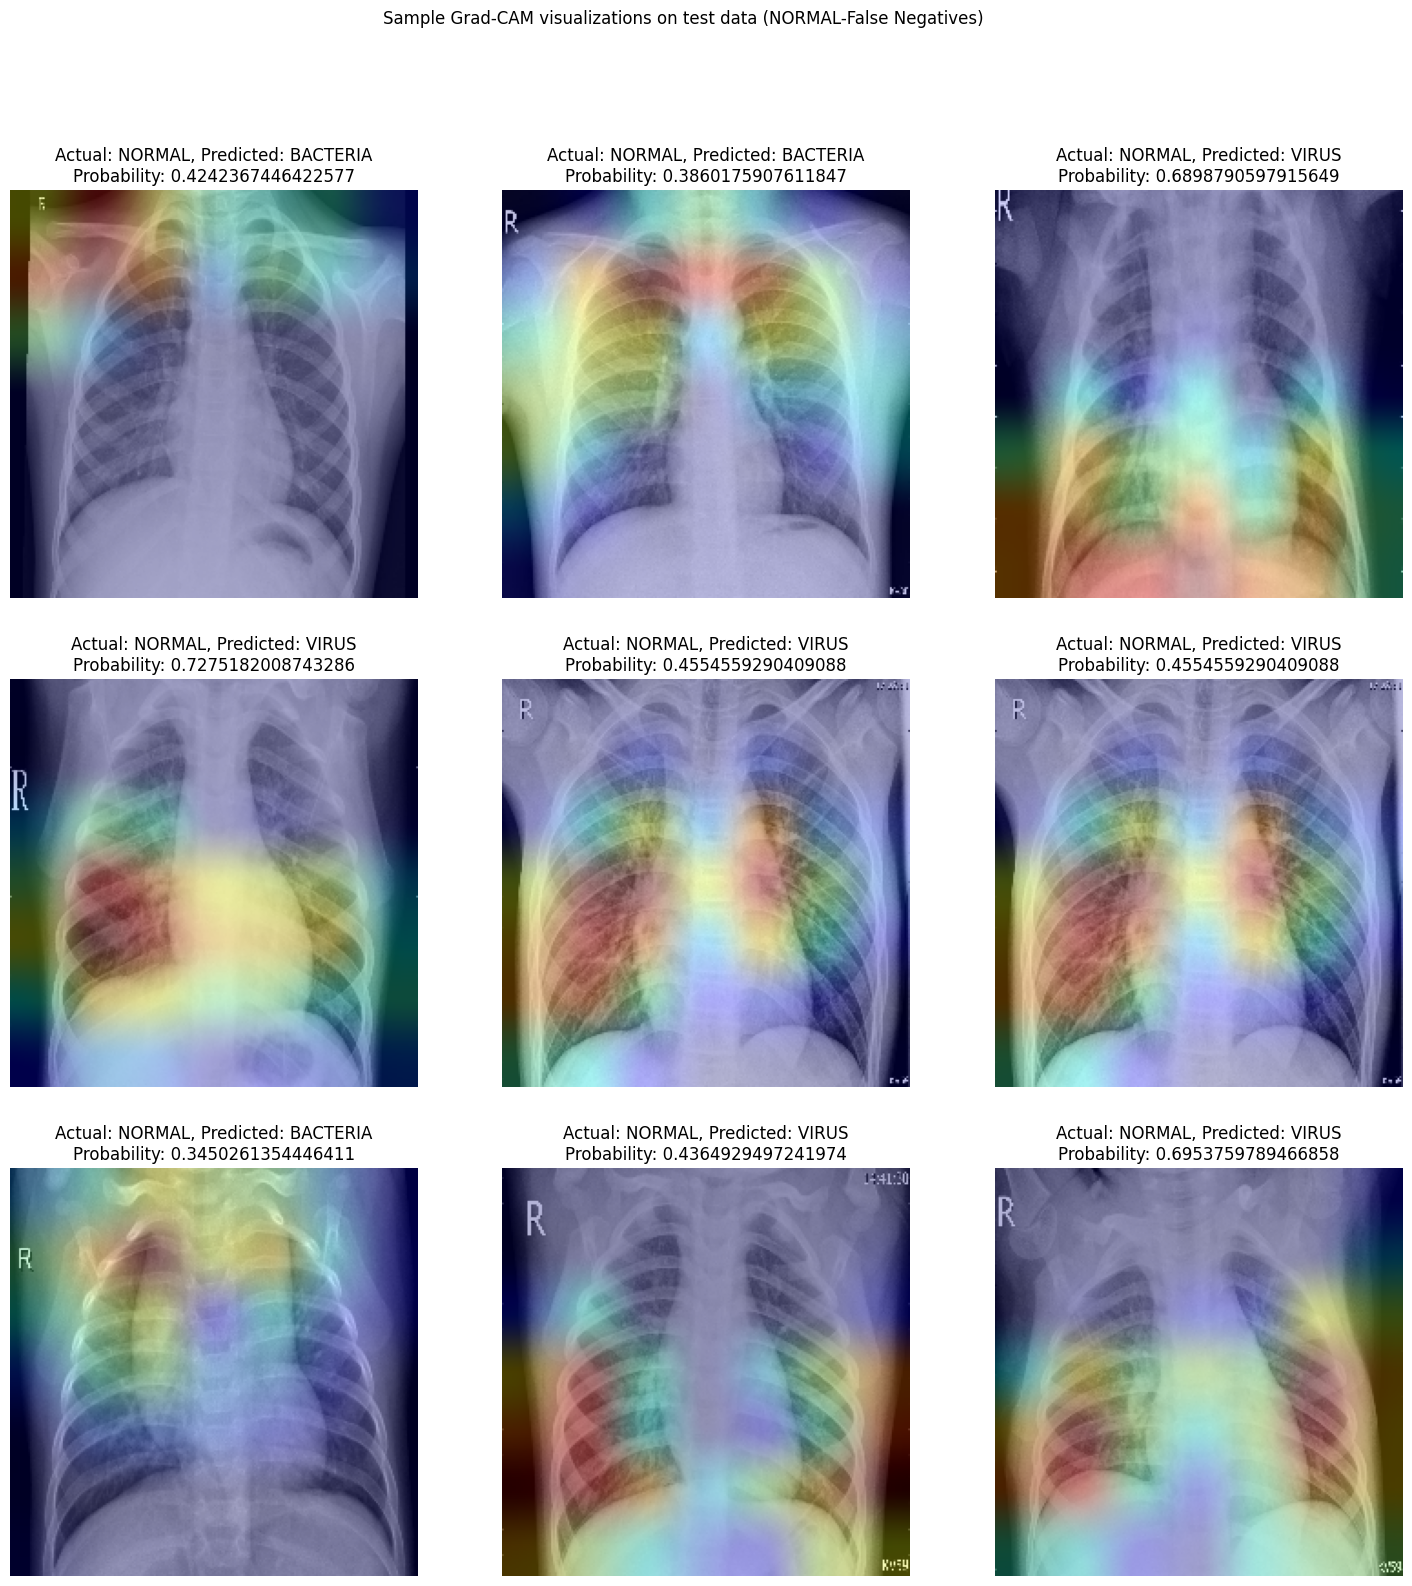 Sample Grad-CAM visualizations on test data (NORMAL-False Negatives)
Actual: NORMAL, Predicted: BACTERIA
Probability: 0.4242367446422577
Actual: NORMAL, Predicted: BACTERIA
Probability: 0.3860175907611847
Actual: NORMAL, Predicted: VIRUS
Probability: 0.6898790597915649
R
R
R
Actual: NORMAL, Predicted: VIRUS
Probability: 0.7275182008743286
Actual: NORMAL, Predicted: VIRUS
Probability: 0.4554559290409088
Actual: NORMAL, Predicted: VIRUS
Probability: 0.4554559290409088
R
R
R
Actual: NORMAL, Predicted: BACTERIA
Probability: 0.3450261354446411
Actual: NORMAL, Predicted: VIRUS
Probability: 0.4364929497241974
Actual: NORMAL, Predicted: VIRUS
Probability: 0.6953759789466858
R
R
R